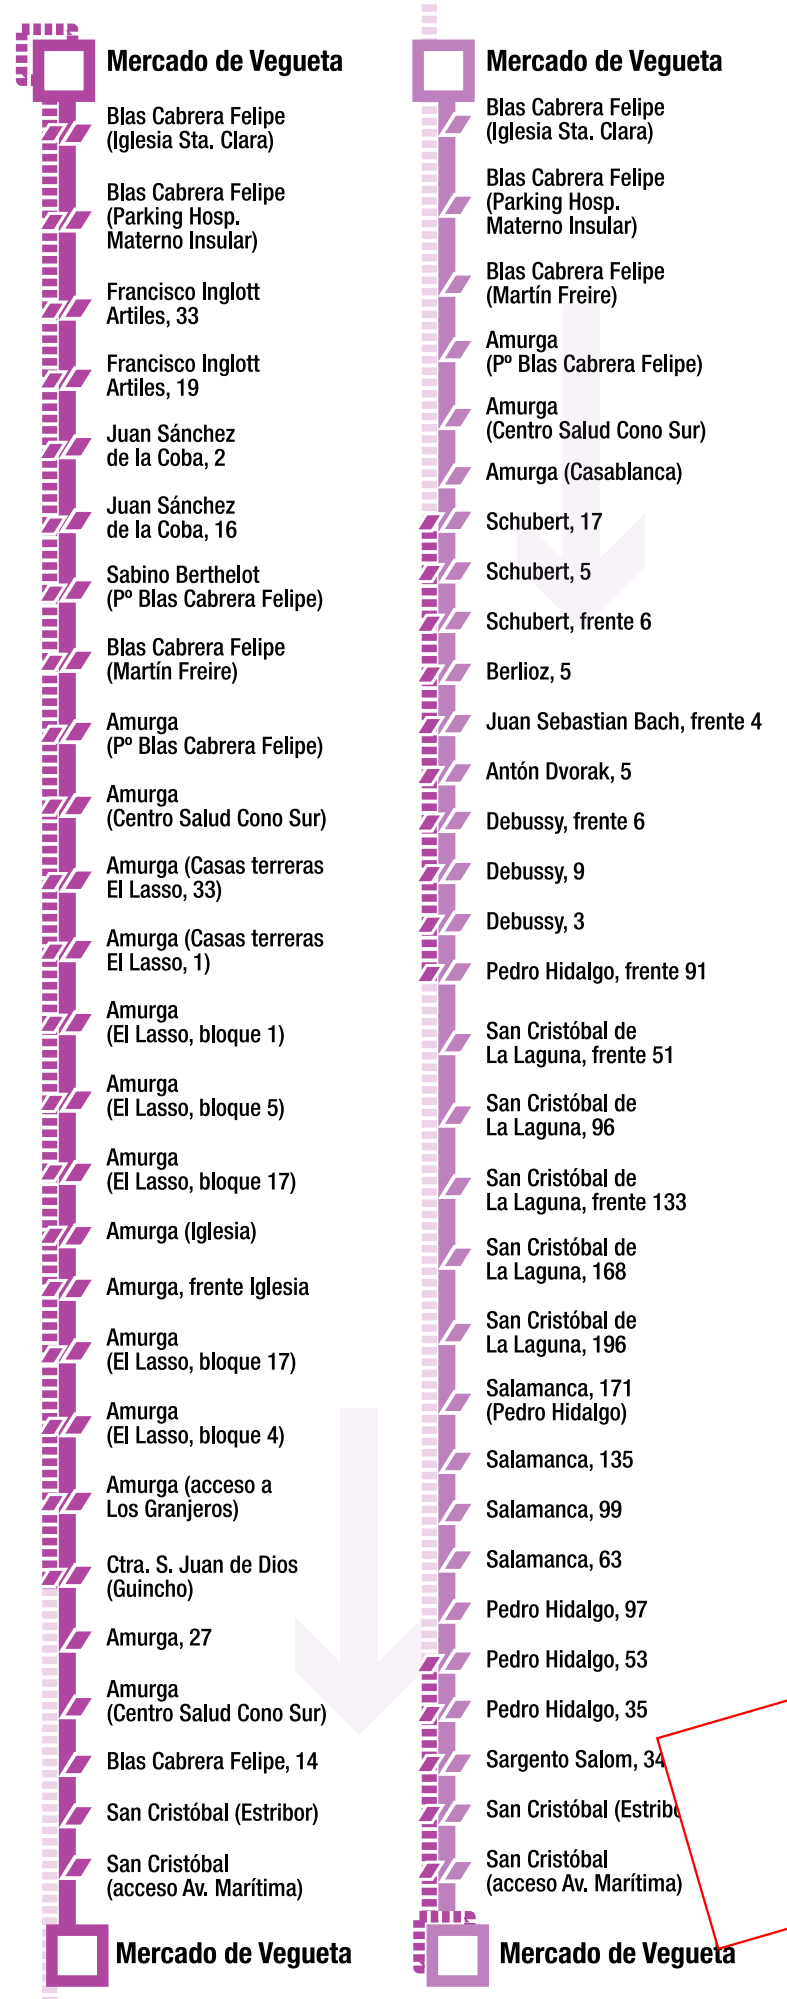 Mercado de Vegueta
Blas Cabrera Felipe
(Iglesia Sta. Clara)
Blas Cabrera Felipe
(Parking Hosp.
Materno Insular)
Francisco Inglott
Artiles, 33
Francisco Inglott
Artiles, 19
Juan Sánchez
de la Coba, 2
Juan Sánchez
de la Coba, 16
Sabino Berthelot
(Pº Blas Cabrera Felipe)
Blas Cabrera Felipe
(Martín Freire)
Amurga
(Pº Blas Cabrera Felipe)
Amurga
(Centro Salud Cono Sur)
Amurga (Casas terreras
El Lasso, 33)
Amurga (Casas terreras
El Lasso, 1)
Amurga
(El Lasso, bloque 1)
Amurga
(El Lasso, bloque 5)
Amurga
(El Lasso, bloque 17)
Amurga (Iglesia)
Amurga, frente Iglesia
Amurga
(El Lasso, bloque 17)
Amurga
(El Lasso, bloque 4)
Amurga (acceso a
Los Granjeros)
Ctra. S. Juan de Dios
(Guincho)
Amurga, 27
Amurga
(Centro Salud Cono Sur)
Blas Cabrera Felipe, 14
San Cristóbal (Estribor)
San Cristóbal
(acceso Av. Marítima)
Mercado de Vegueta
Mercado de Vegueta
Blas Cabrera Felipe
(Iglesia Sta. Clara)
Blas Cabrera Felipe
(Parking Hosp.
Materno Insular)
Blas Cabrera Felipe
(Martín Freire)
Amurga
(Pº Blas Cabrera Felipe)
Amurga
(Centro Salud Cono Sur)
Amurga (Casablanca)
Schubert, 17
Schubert, 5
Schubert, frente 6
Berlioz, 5
Juan Sebastian Bach, frente 4
Antón Dvorak, 5
Debussy, frente 6
Debussy, 9
Debussy, 3
Pedro Hidalgo, frente 91
San Cristóbal de
La Laguna, frente 51
San Cristóbal de
La Laguna, 96
San Cristóbal de
La Laguna, frente 133
San Cristóbal de
La Laguna, 168
San Cristóbal de
La Laguna, 196
Salamanca, 171
(Pedro Hidalgo)
Salamanca, 135
Salamanca, 99
Salamanca, 63
Pedro Hidalgo, 97
Pedro Hidalgo, 53
Pedro Hidalgo, 35
Sargento Salom, 34
San Cristóbal
San Cristóbal
(acceso Av. Marítima)
Mercado de Vegueta